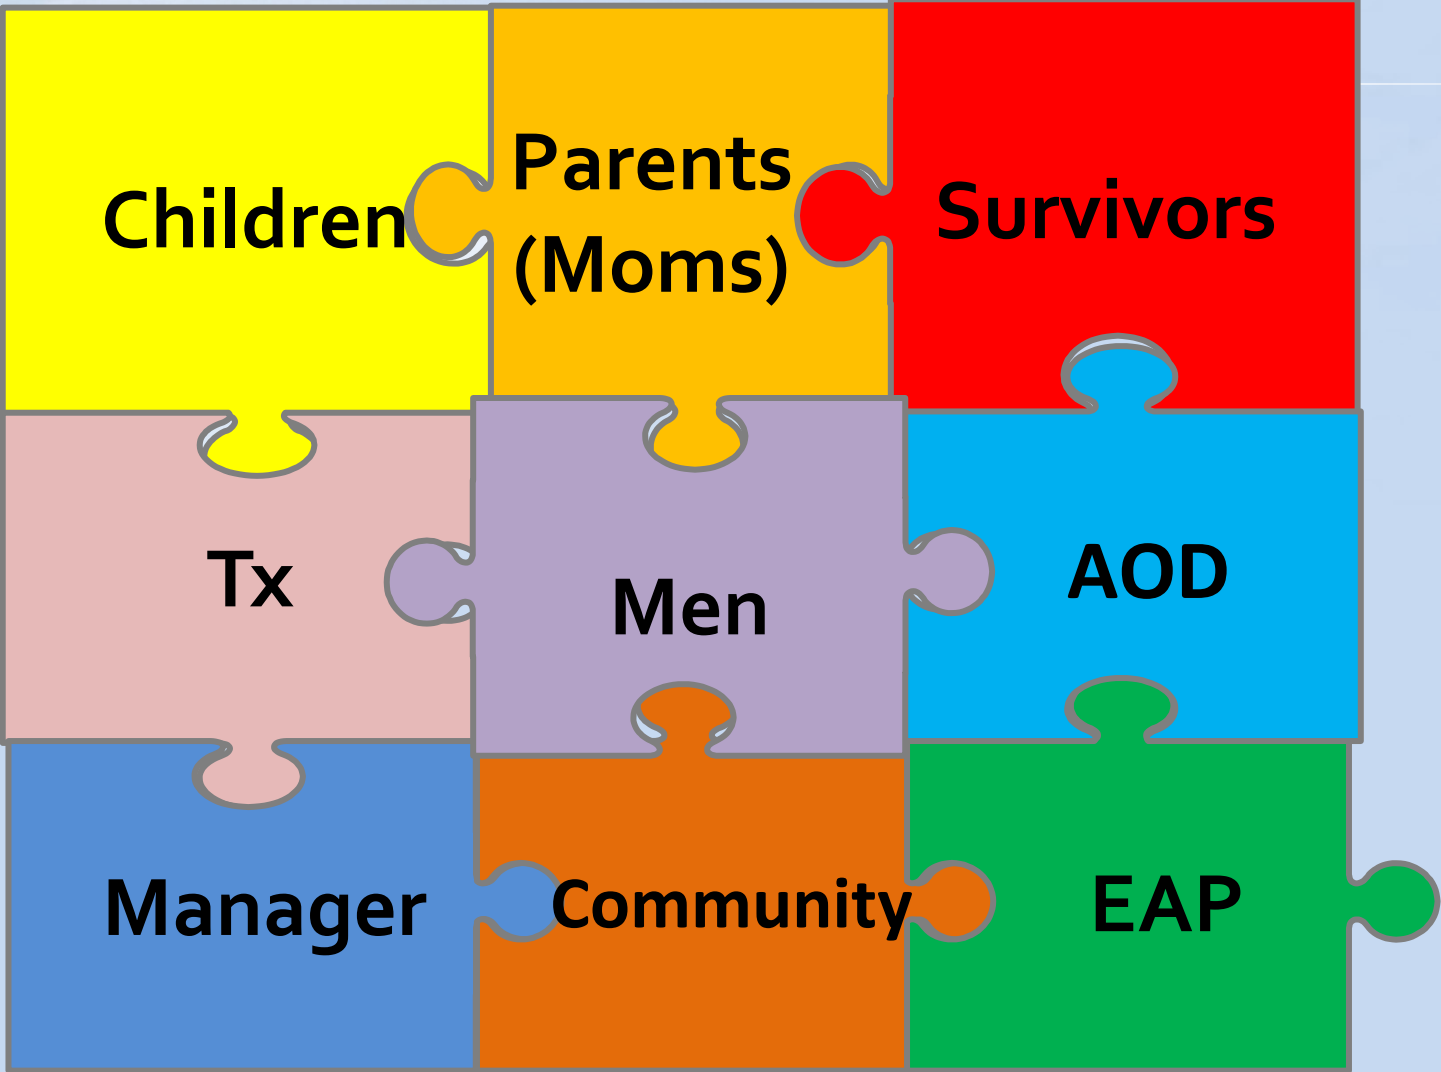 Children
Parents
(Moms)
Survivors
Tx
Men
AOD
Manager
Community
EAP